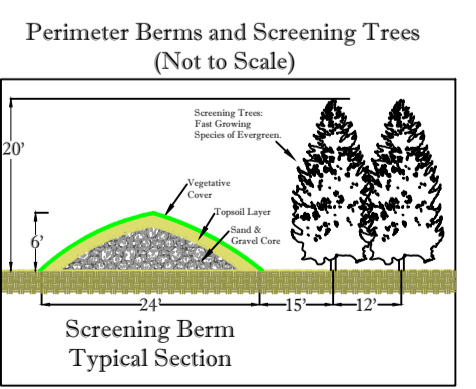 Perimeter Berms and Screening Trees
(Not to Scale)
Screening Trees:
Fast Growing
Species of Evergreen.
20'
Vegetative
Cover
Topsoil Layer
6'
Sand &
Gravel Core
24'
15'
12'
Screening Berm
Typical Section